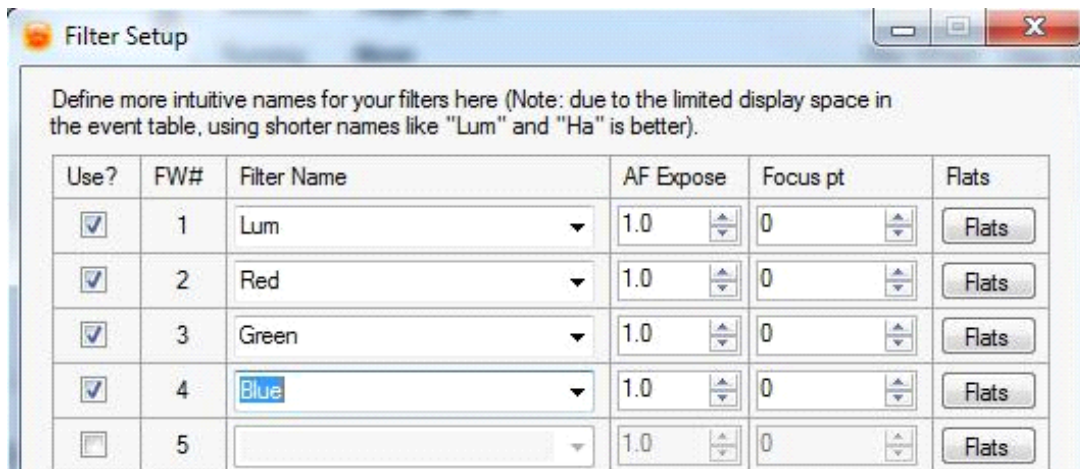 Filter Setup
Define more intuitive names for your filters here (Note: due to the limited display space in
the event table, using shorter names like "Lum" and "Ha" is better).
Use? FW# Filter Name AF Expose Focus pt Flats
1 Lum 1.0 0 Flats
2 Red 1.0 0 Flats
3 Green 1.0 0 Flats
4 Blue 1.0 0 Flats
5 1.0 0 Flats